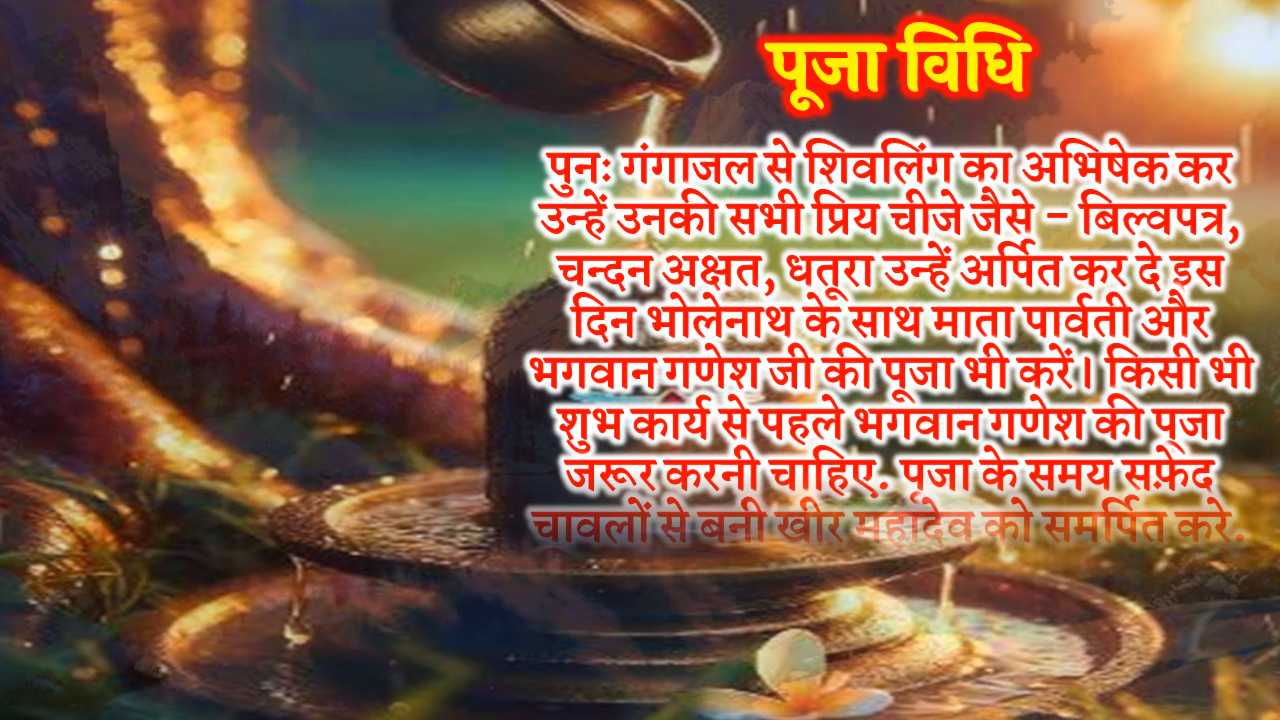 पूजा विधि
पुनः गंगाजल से शिवलिंग का अभिषेक कर
उन्हें उनकी सभी प्रिय चीजे जैसे - बिल्वपत्र,
चन्दन अक्षत, धतूरा उन्हें अर्पित कर दे इस
दिन भोलेनाथ के साथ माता पार्वती और
भगवान गणेश जी की पूजा भी करें। किसी भी
शुभ कार्य से पहले भगवान गणेश की पूजा
जरूर करनी चाहिए. पूजा के समय सफ़ेद
चावलों से बनी खीर महादेव को समर्पित करे.